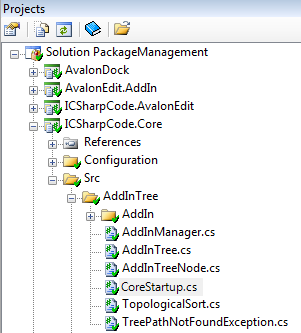 Projects
Solution PackageManagement
AvalonDock
AvalonEdit.AddIn
ICSharpCode.AvalonEdit
ICSharpCode.Core
References
Configuration
Src
AddInTree
AddIn
AddInManager.cs
AddInTree.cs
AddInTreeNode.cs
CoreStartup.cs
TopologicalSort.cs
TreePathNotFoundException.cs